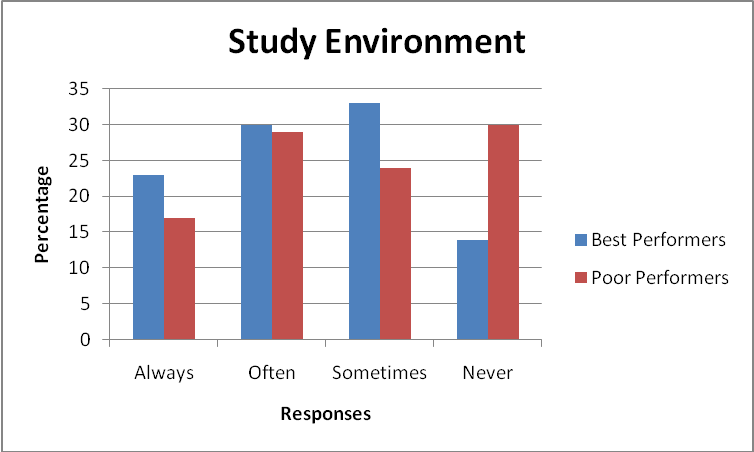 Study Environment
35
30
25
20
15
10
5
0
Percentage
Always Often Sometimes Never
Responses
Best Performers
Poor Performers